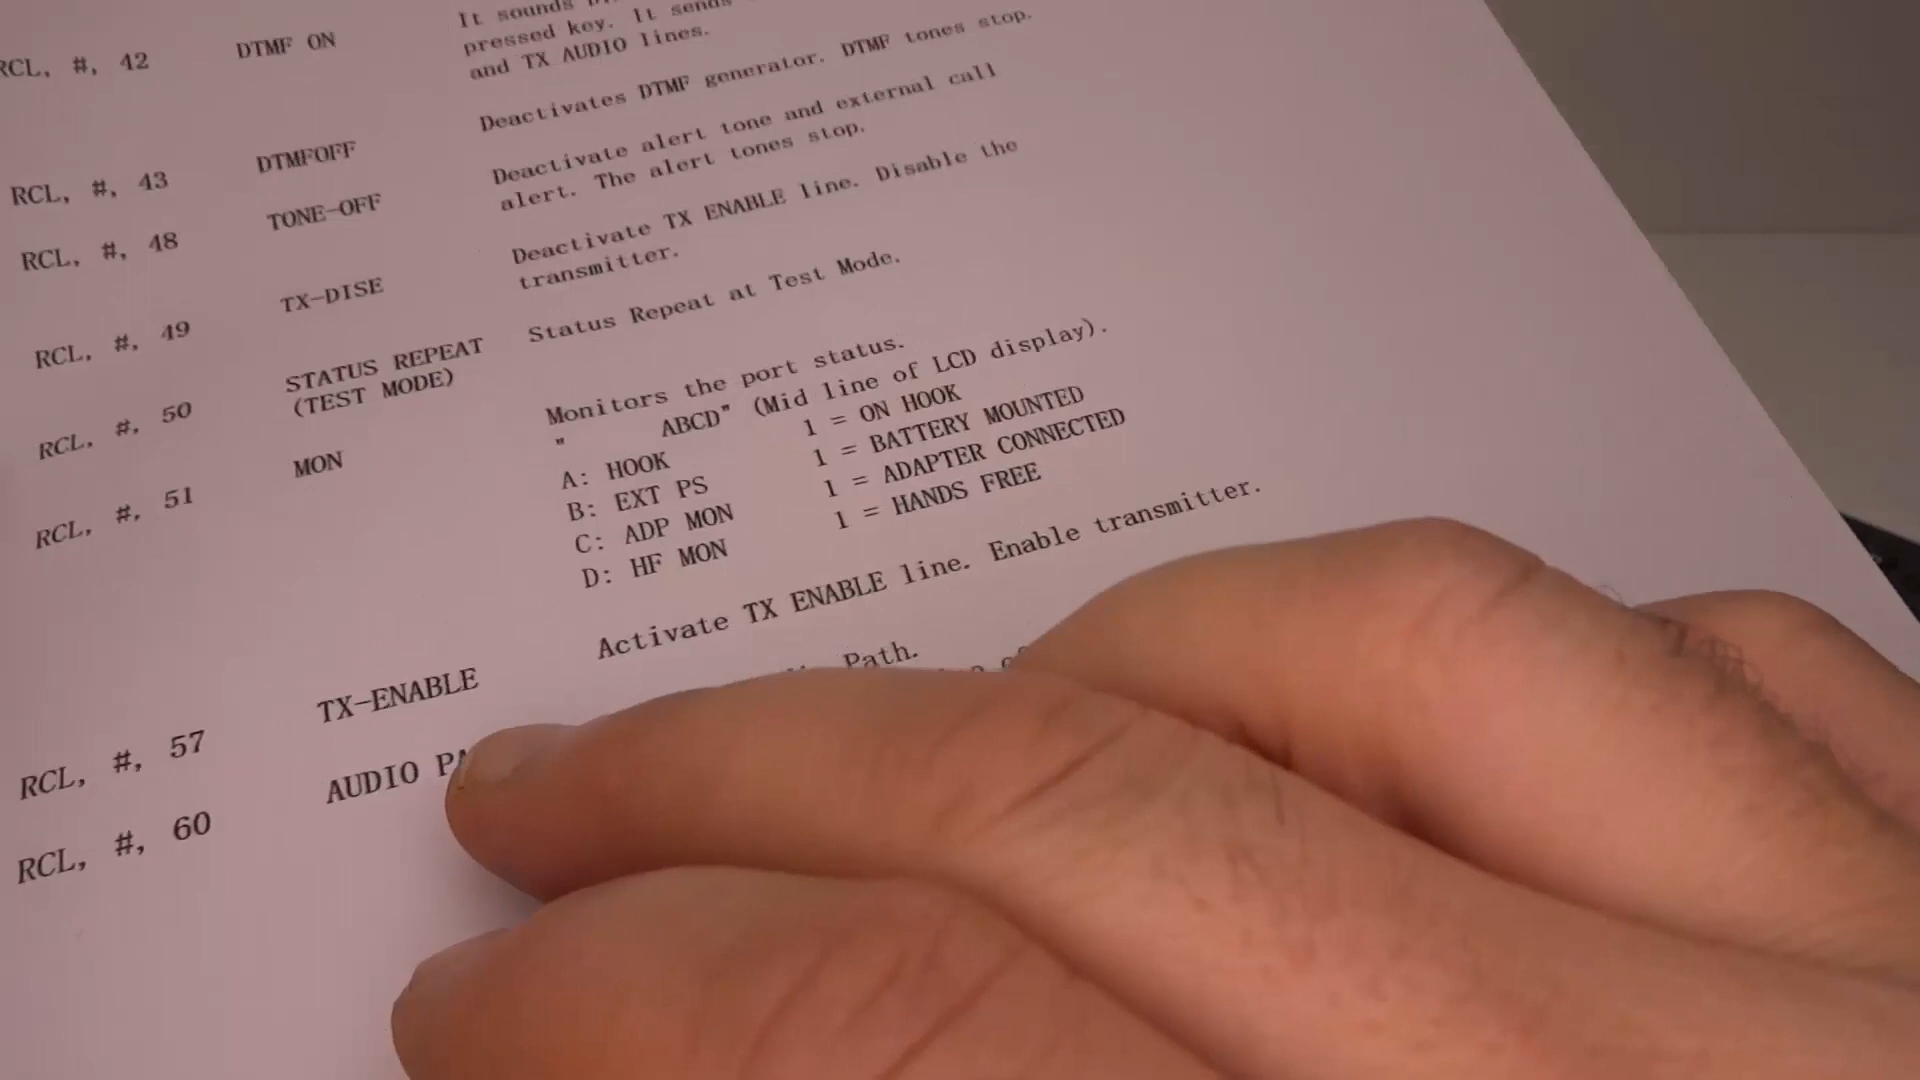 It sounds
pressed key. It sends
RCL, #, 42 DTMF ON and TX AUDIO lines.
RCL, #, 43 DTMFOFF Deactivates DTMF generator. DTMF tones stop.
RCL, #, 48 TONE-OFF Deactivate alert tone and external call
alert. The alert tones stop.
RCL, #, 49 TX-DISE Deactivate TX ENABLE line. Disable the
transmitter.
RCL, #, 50 STATUS REPEAT Status Repeat at Test Mode.
(TEST MODE)
RCL, #, 51 MON Monitors the port status.
" ABCD" (Mid line of LCD display).
A: HOOK 1 = ON HOOK
B: EXT PS 1 = BATTERY MOUNTED
C: ADP MON 1 = ADAPTER CONNECTED
D: HF MON 1 = HANDS FREE
RCL, #, 57 TX-ENABLE Activate TX ENABLE line. Enable transmitter.
RCL, #, 60 AUDIO Path.